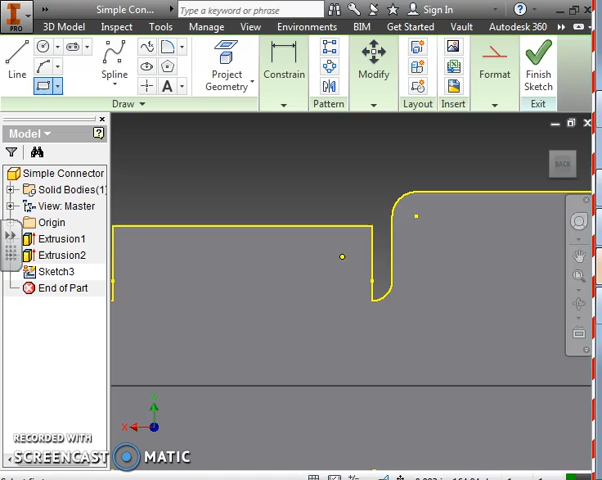 Simple Con...
Type a keyword or phrase
Sign In
PRO
3D Model
Inspect
Tools
Manage
View
Environments
BIM
Get Started
Vault
Autodesk 360
Line
Spline
Project
Geometry
Constrain
Pattern
Modify
Layout
Format
Insert
Finish
Sketch
Draw
Exit
Model
Simple Connector
Solid Bodies(1)
View: Master
Origin
Extrusion1
Extrusion2
Sketch3
End of Part
BACK
X
RECORDED WITH
SCREENCAST MATIC